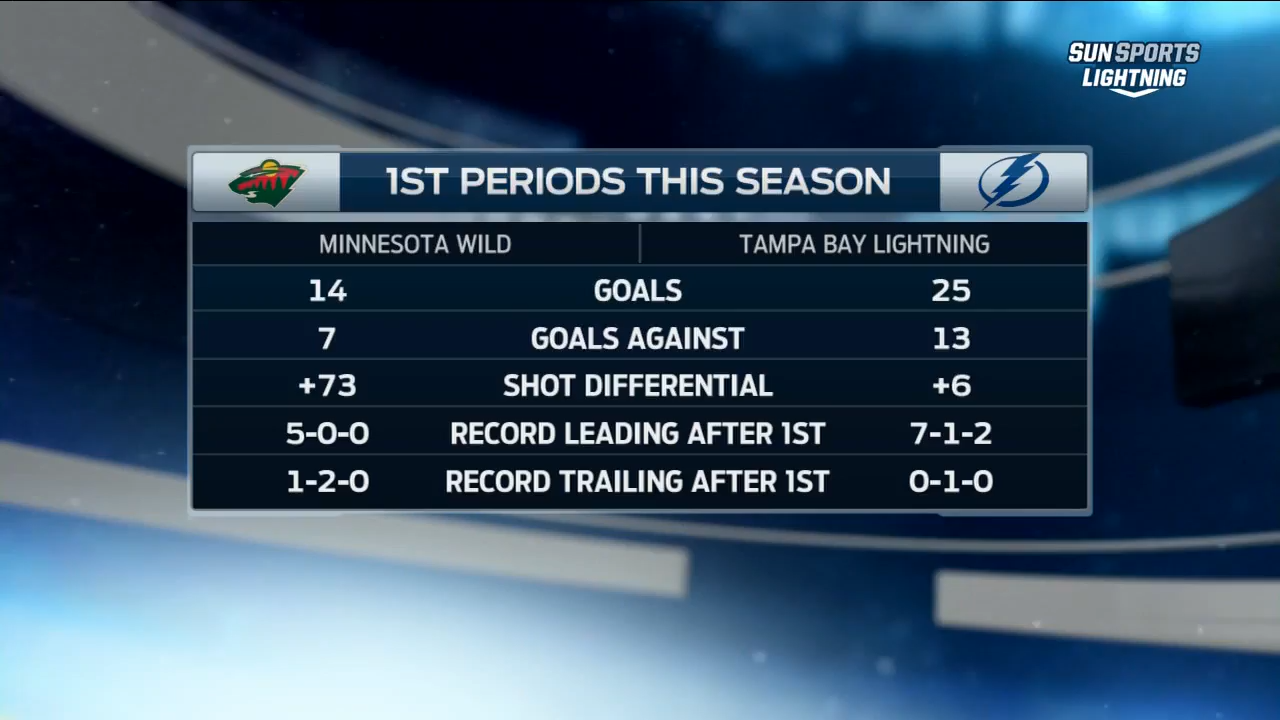 SUN SPORTS
LIGHTNING
1ST PERIODS THIS SEASON
MINNESOTA WILD TAMPA BAY LIGHTNING
14 GOALS 25
7 GOALS AGAINST 13
+73 SHOT DIFFERENTIAL +6
5-0-0 RECORD LEADING AFTER 1ST 7-1-2
1-2-0 RECORD TRAILING AFTER 1ST 0-1-0